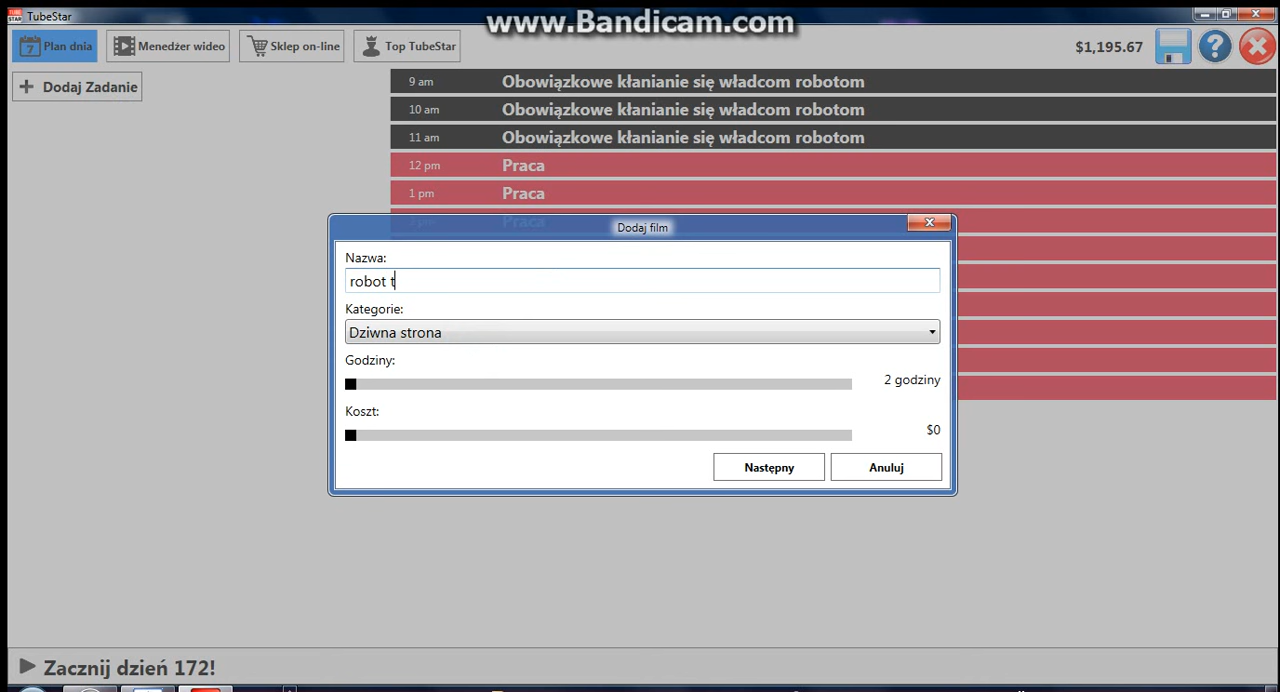 www.Bandicam.com
TUBE STAR TubeStar
7 Plan dnia Menedżer wideo Sklep on-line Top TubeStar $1,195.67 ?
+ Dodaj Zadanie
9 am Obowiązkowe kłanianie się władcom robotom
10 am Obowiązkowe kłanianie się władcom robotom
11 am Obowiązkowe kłanianie się władcom robotom
12 pm Praca
1 pm Praca
Praca
Dodaj film
Nazwa:
robot t
Kategorie:
Dziwna strona
Godziny:
2 godziny
Koszt:
$0
Następny Anuluj
Zacznij dzień 172!